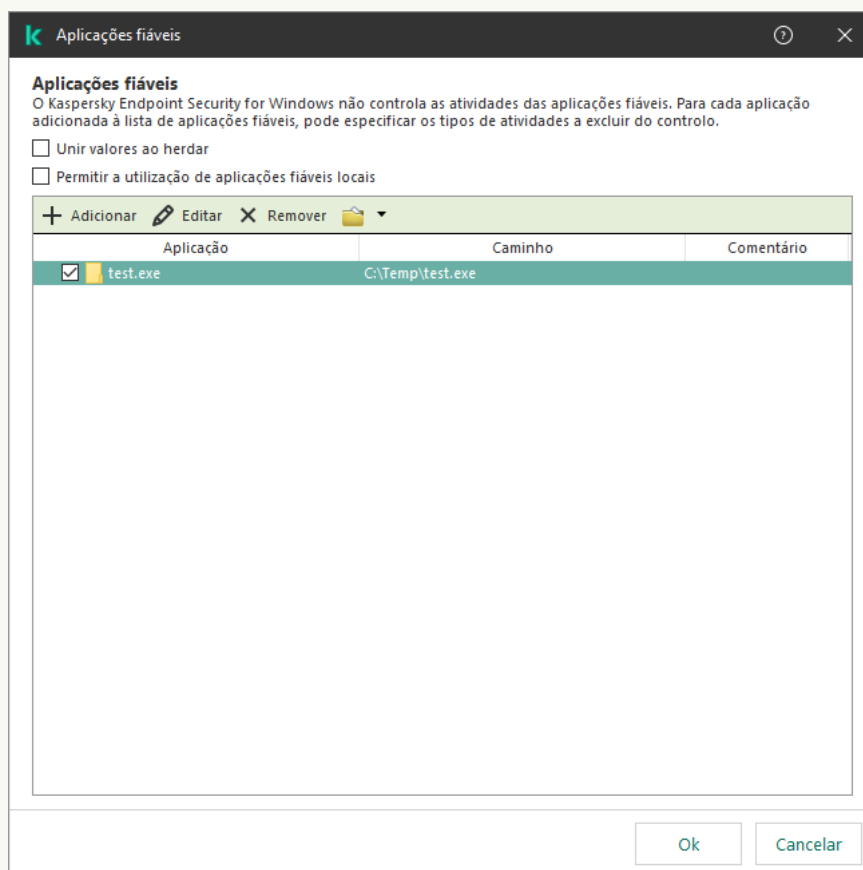 Aplicações fiáveis
Aplicações fiáveis
O Kaspersky Endpoint Security for Windows não controla as atividades das aplicações fiáveis. Para cada aplicação
adicionada à lista de aplicações fiáveis, pode especificar os tipos de atividades a excluir do controlo.
Unir valores ao herdar
Permitir a utilização de aplicações fiáveis locais
Adicionar Editar Remover
Aplicação Caminho Comentário
test.exe C:\Temp\test.exe
Ok Cancelar